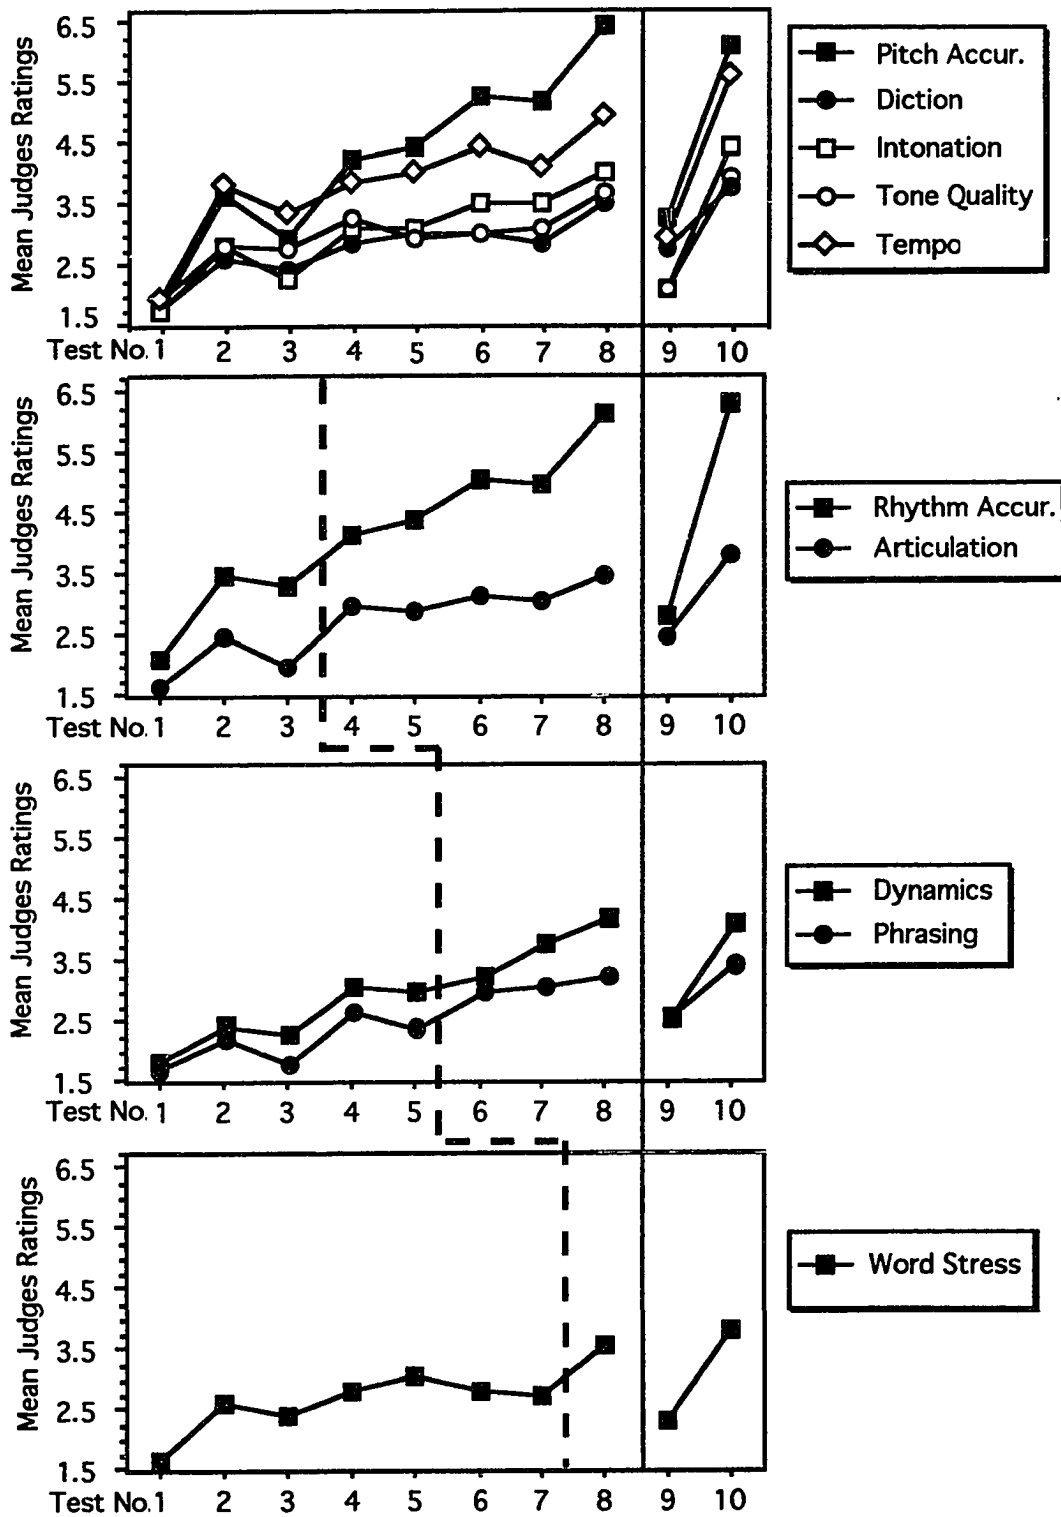 Mean Judges Ratings
6.5
5.5
4.5
3.5
2.5
1.5
Test No. 1 2 3 4 5 6 7 8 9 10
Pitch Accur.
Diction
Intonation
Tone Quality
Tempo
Mean Judges Ratings
6.5
5.5
4.5
3.5
2.5
1.5
Test No. 1 2 3 4 5 6 7 8 9 10
Rhythm Accur.
Articulation
Mean Judges Ratings
6.5
5.5
4.5
3.5
2.5
1.5
Test No. 1 2 3 4 5 6 7 8 9 10
Dynamics
Phrasing
Mean Judges Ratings
6.5
5.5
4.5
3.5
2.5
1.5
Test No. 1 2 3 4 5 6 7 8 9 10
Word Stress